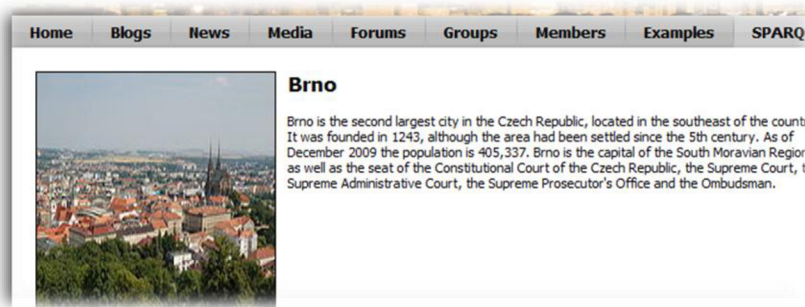 Home Blogs News Media Forums Groups Members Examples
Brno
Brno is the second largest city in the Czech Republic, located in the southeast of the
It was founded in 1243, although the area had been settled since the 5th century. As of
December 2009 the population is 405,337. Brno is the capital of the South Moravian Region
as well as the seat of the Constitutional Court of the Czech Republic, the Supreme Court,
Supreme Administrative Court, the Supreme Prosecutor's Office and the Ombudsman.